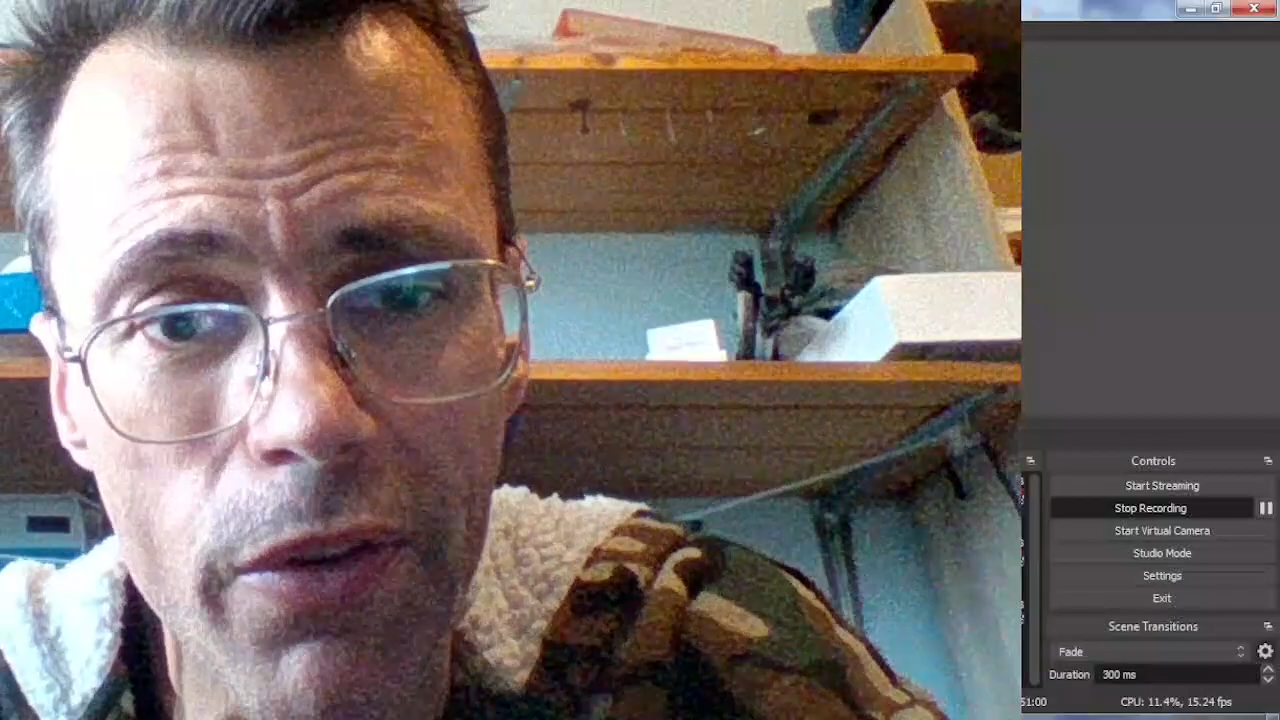 Controls
Start Streaming
Stop Recording
Start Virtual Camera
Studio Mode
Settings
Exit
Scene Transitions
Fade
Duration 300 ms
51:00 CPU: 11.4%, 15.24 fps